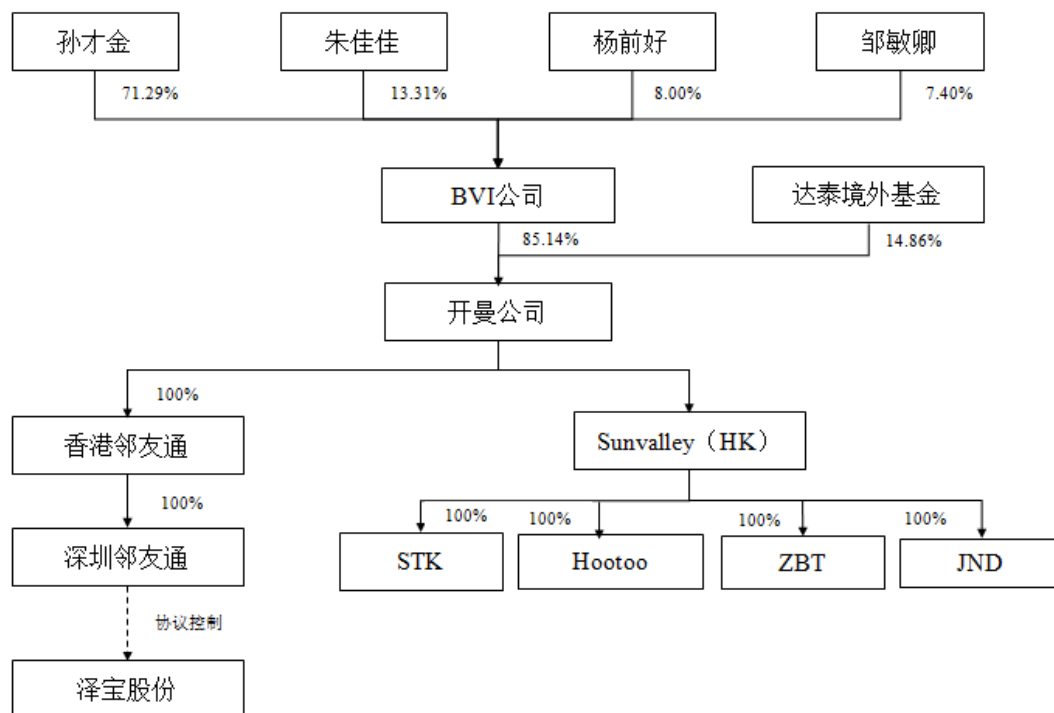 孙才金
朱佳佳
杨前好
邹敏卿
71.29%
13.31%
8.00%
7.40%
BVI公司
达泰境外基金
85.14%
14.86%
开曼公司
100%
香港邻友通
Sunvalley（HK）
100%
100%
100%
100%
100%
深圳邻友通
STK
Hootoo
ZBT
JND
协议控制
泽宝股份